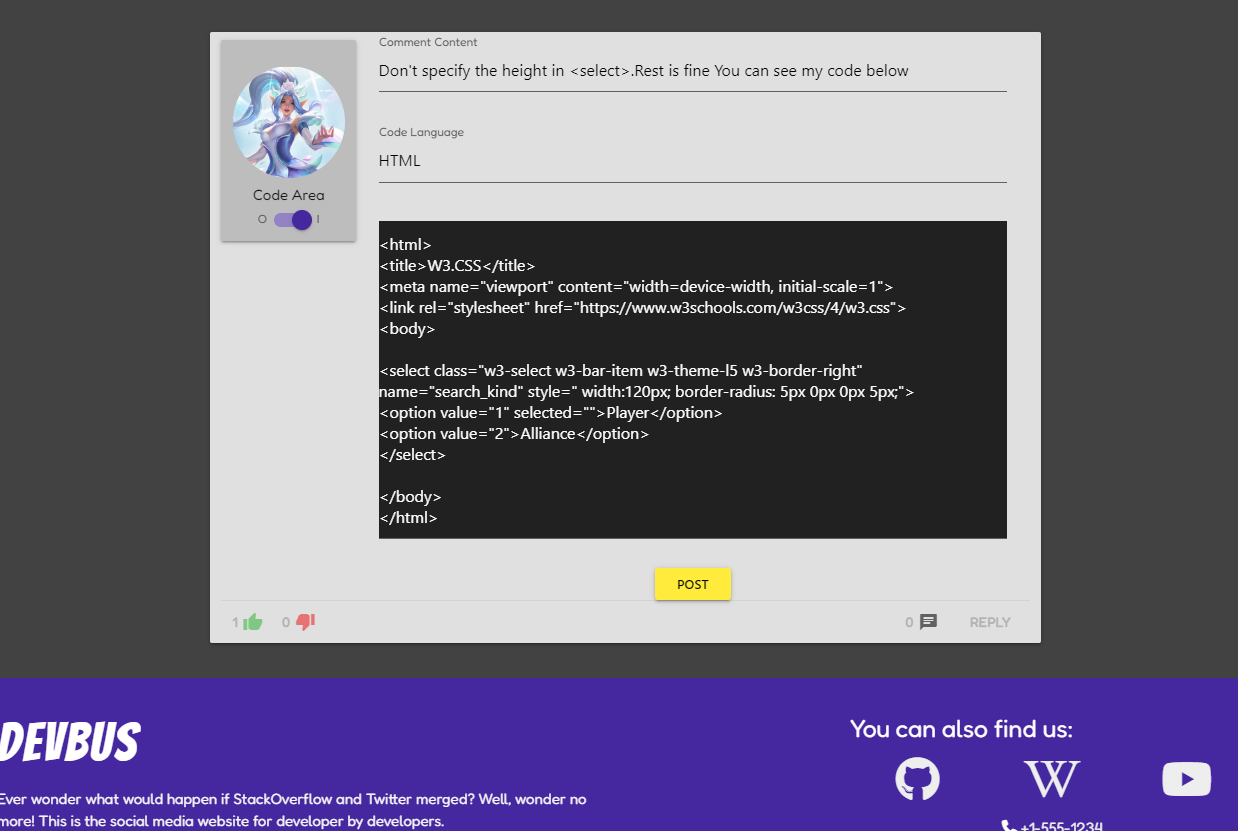 Comment Content
Don't specify the height in <select>.Rest is fine You can see my code below
Code Language
HTML
Code Area
O I
<html>
<title>W3.CSS</title>
<meta name="viewport" content="width=device-width, initial-scale=1">
<link rel="stylesheet" href="https://www.w3schools.com/w3css/4/w3.css">
<body>
<select class="w3-select w3-bar-item w3-theme-l5 w3-border-right"
name="search_kind" style=" width:120px; border-radius: 5px 0px 0px 5px;">
<option value="1" selected="">Player</option>
<option value="2">Alliance</option>
</select>
</body>
</html>
POST
1 0 0 REPLY
DEVBUS
You can also find us:
W
Ever wonder what would happen if StackOverflow and Twitter merged? Well, wonder no
more! This is the social media website for developer by developers.
+1-555-1234